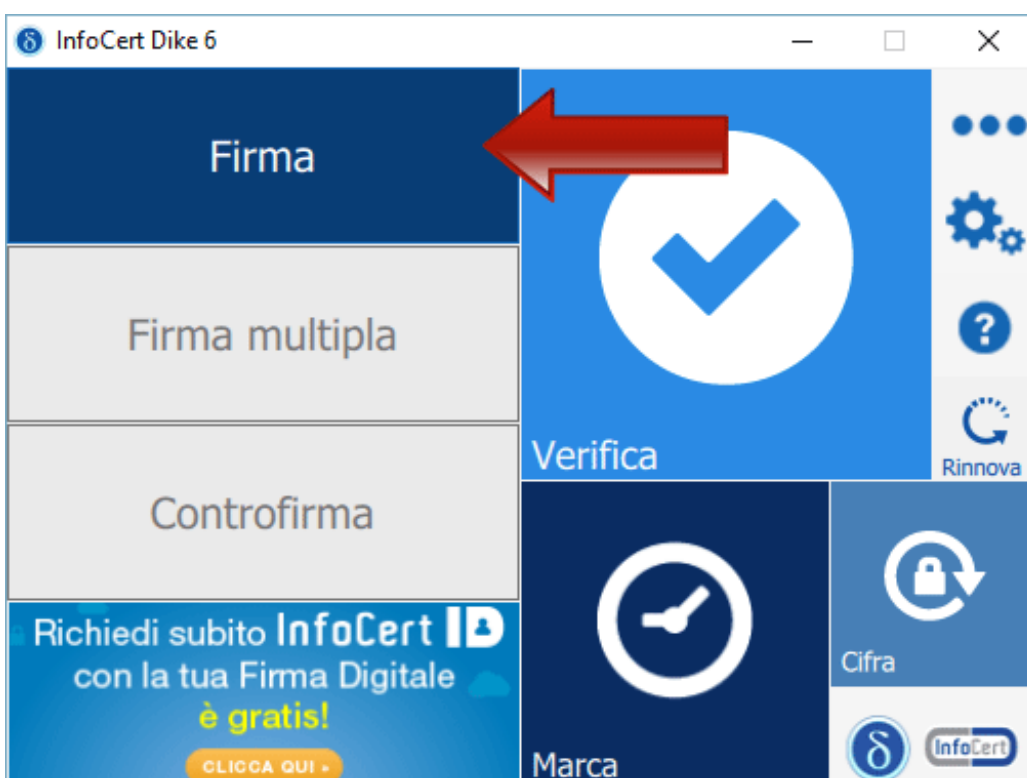 InfoCert Dike 6
Firma
Firma multipla
Controfirma
Richiedi subito InfoCert ID
con la tua Firma Digitale
è gratis!
CLICCA QUI »
Verifica
Rinnova
Marca
Cifra
InfoCert